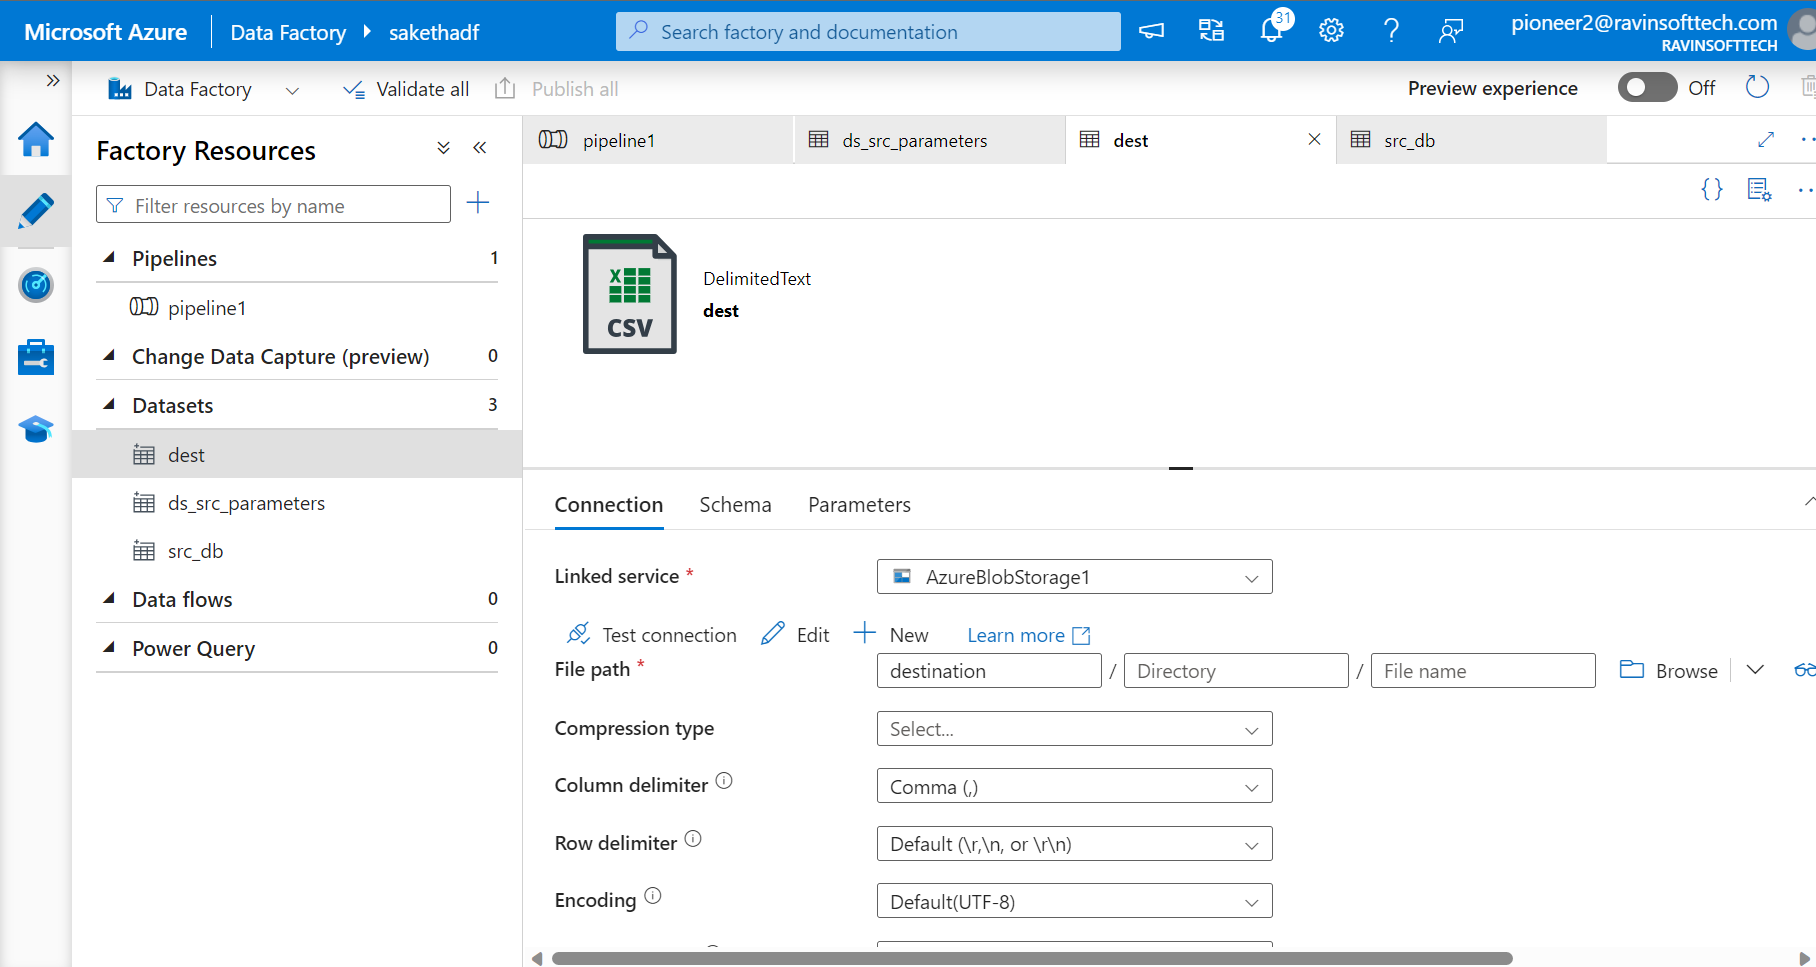 Microsoft Azure
Data Factory
sakethadf
Search factory and documentation
31
pioneer2@ravinsofttech.com
RAVINSOFTTECH
Data Factory
Validate all
Publish all
Preview experience
Off
Factory Resources
Filter resources by name
Pipelines 1
pipeline1
Change Data Capture (preview) 0
Datasets 3
dest
ds_src_parameters
src_db
Data flows 0
Power Query 0
pipeline1
ds_src_parameters
dest
src_db
X
CSV
DelimitedText
dest
Connection
Schema
Parameters
Linked service *
AzureBlobStorage1
Test connection
Edit
New
Learn more
File path *
destination / Directory / File name
Browse
Compression type
Select...
Column delimiter
Comma (,)
Row delimiter
Default (\r,\n, or \r\n)
Encoding
Default(UTF-8)